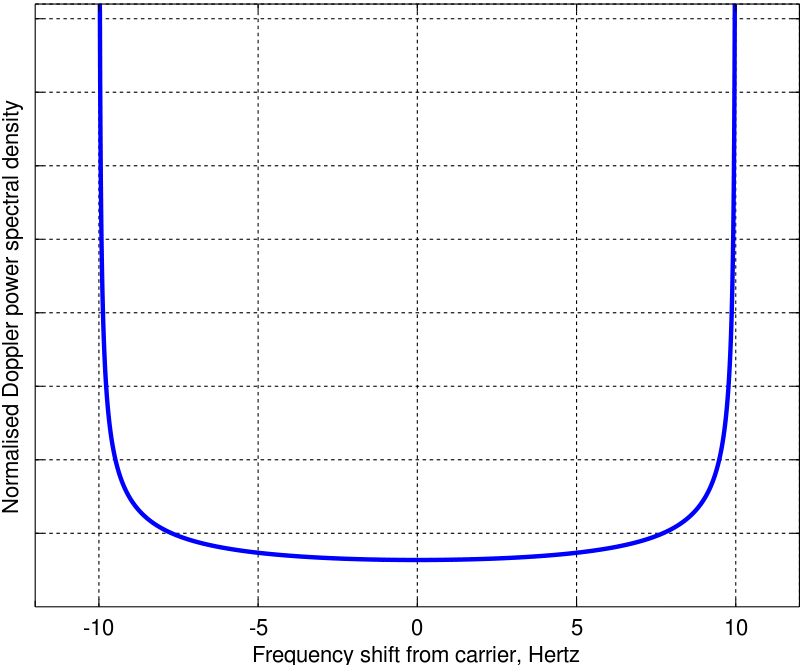 Normalised Doppler power spectral density
-10 -5 0 5 10
Frequency shift from carrier, Hertz